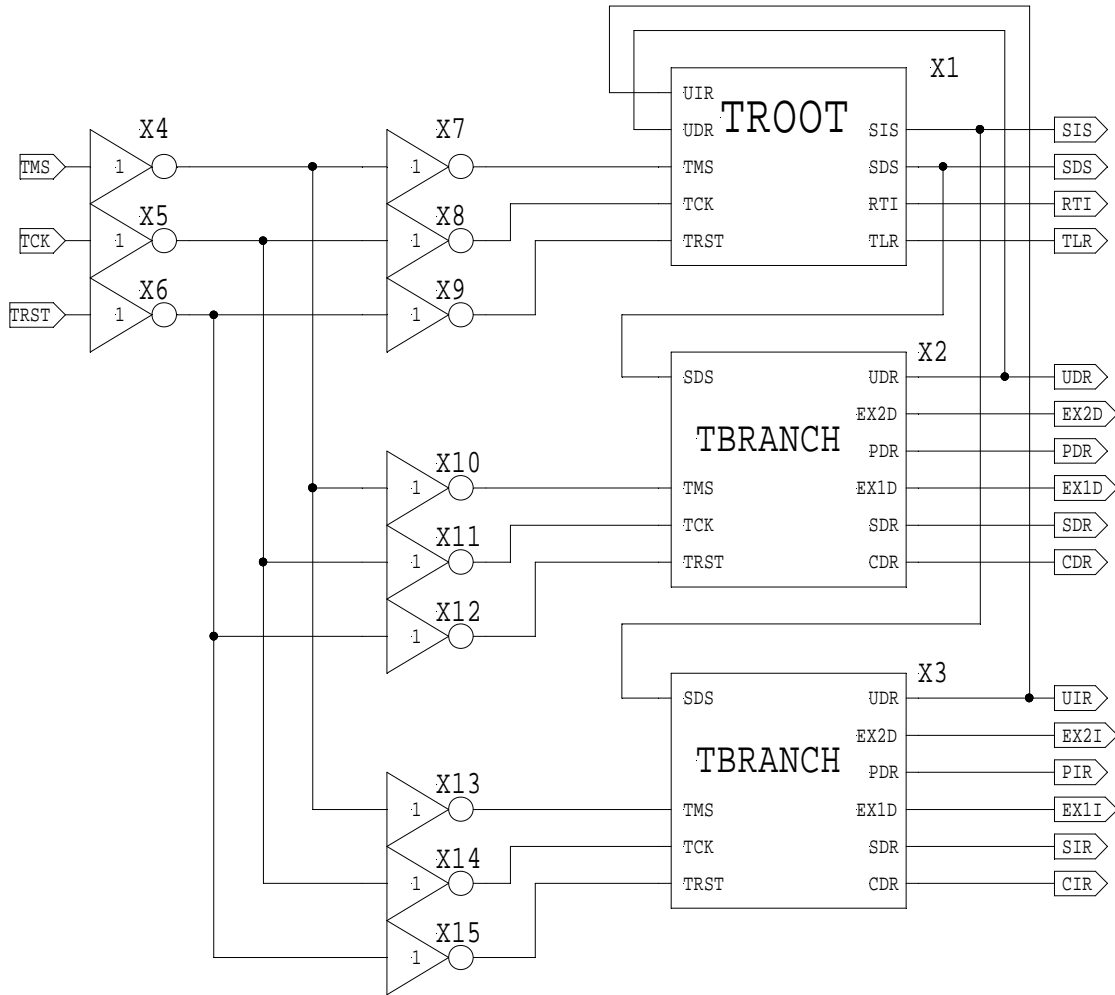 X1
UIR
TROOT
X4
X7
UDR
SIS
SIS
TMS
1
1
TMS
SDS
SDS
X5
X8
TCK
RTI
RTI
TCK
1
1
TRST
TLR
TLR
X6
X9
TRST
1
1
X2
SDS
UDR
UDR
EX2D
EX2D
TBRANCH
PDR
PDR
X10
1
TMS
EX1D
EX1D
X11
TCK
SDR
SDR
1
TRST
CDR
CDR
X12
1
X3
SDS
UDR
UIR
EX2D
EX2I
TBRANCH
PDR
PIR
X13
1
TMS
EX1D
EX1I
X14
TCK
SDR
SIR
1
TRST
CDR
CIR
X15
1